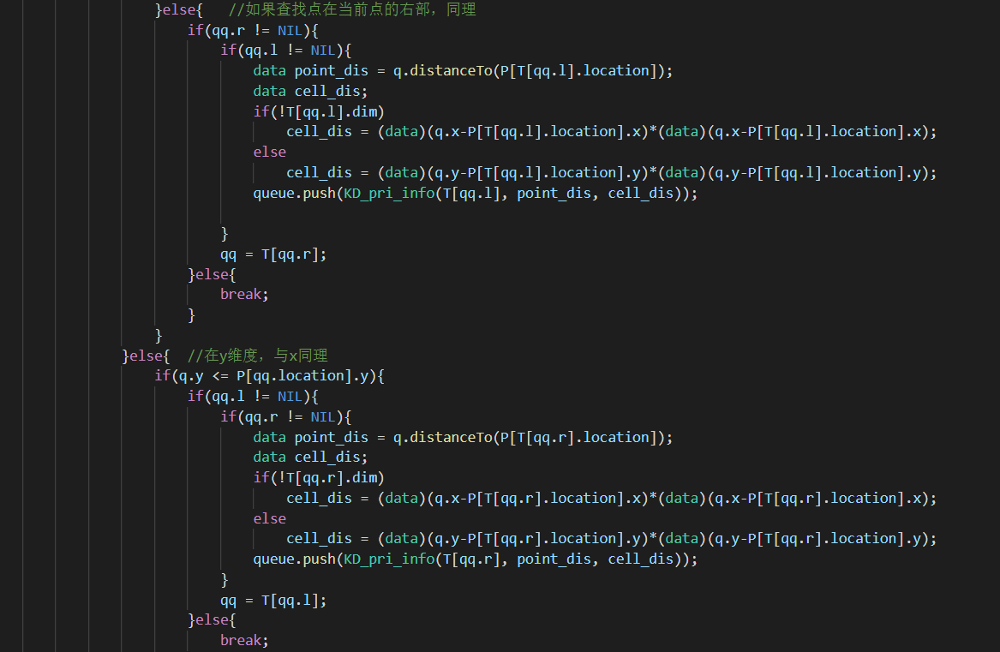 }else{   //如果查找点在当前点的右部，同理
if(qq.r != NIL){
if(qq.l != NIL){
data point_dis = q.distanceTo(P[T[qq.l].location]);
data cell_dis;
if(!T[qq.l].dim)
cell_dis = (data)(q.x-P[T[qq.l].location].x)*(data)(q.x-P[T[qq.l].location].x);
else
cell_dis = (data)(q.y-P[T[qq.l].location].y)*(data)(q.y-P[T[qq.l].location].y);
queue.push(KD_pri_info(T[qq.l], point_dis, cell_dis));
}
qq = T[qq.r];
}else{
break;
}
}
}else{  //在y维度，与x同理
if(q.y <= P[qq.location].y){
if(qq.l != NIL){
if(qq.r != NIL){
data point_dis = q.distanceTo(P[T[qq.r].location]);
data cell_dis;
if(!T[qq.r].dim)
cell_dis = (data)(q.x-P[T[qq.r].location].x)*(data)(q.x-P[T[qq.r].location].x);
else
cell_dis = (data)(q.y-P[T[qq.r].location].y)*(data)(q.y-P[T[qq.r].location].y);
queue.push(KD_pri_info(T[qq.r], point_dis, cell_dis));
}
qq = T[qq.l];
}else{
break;